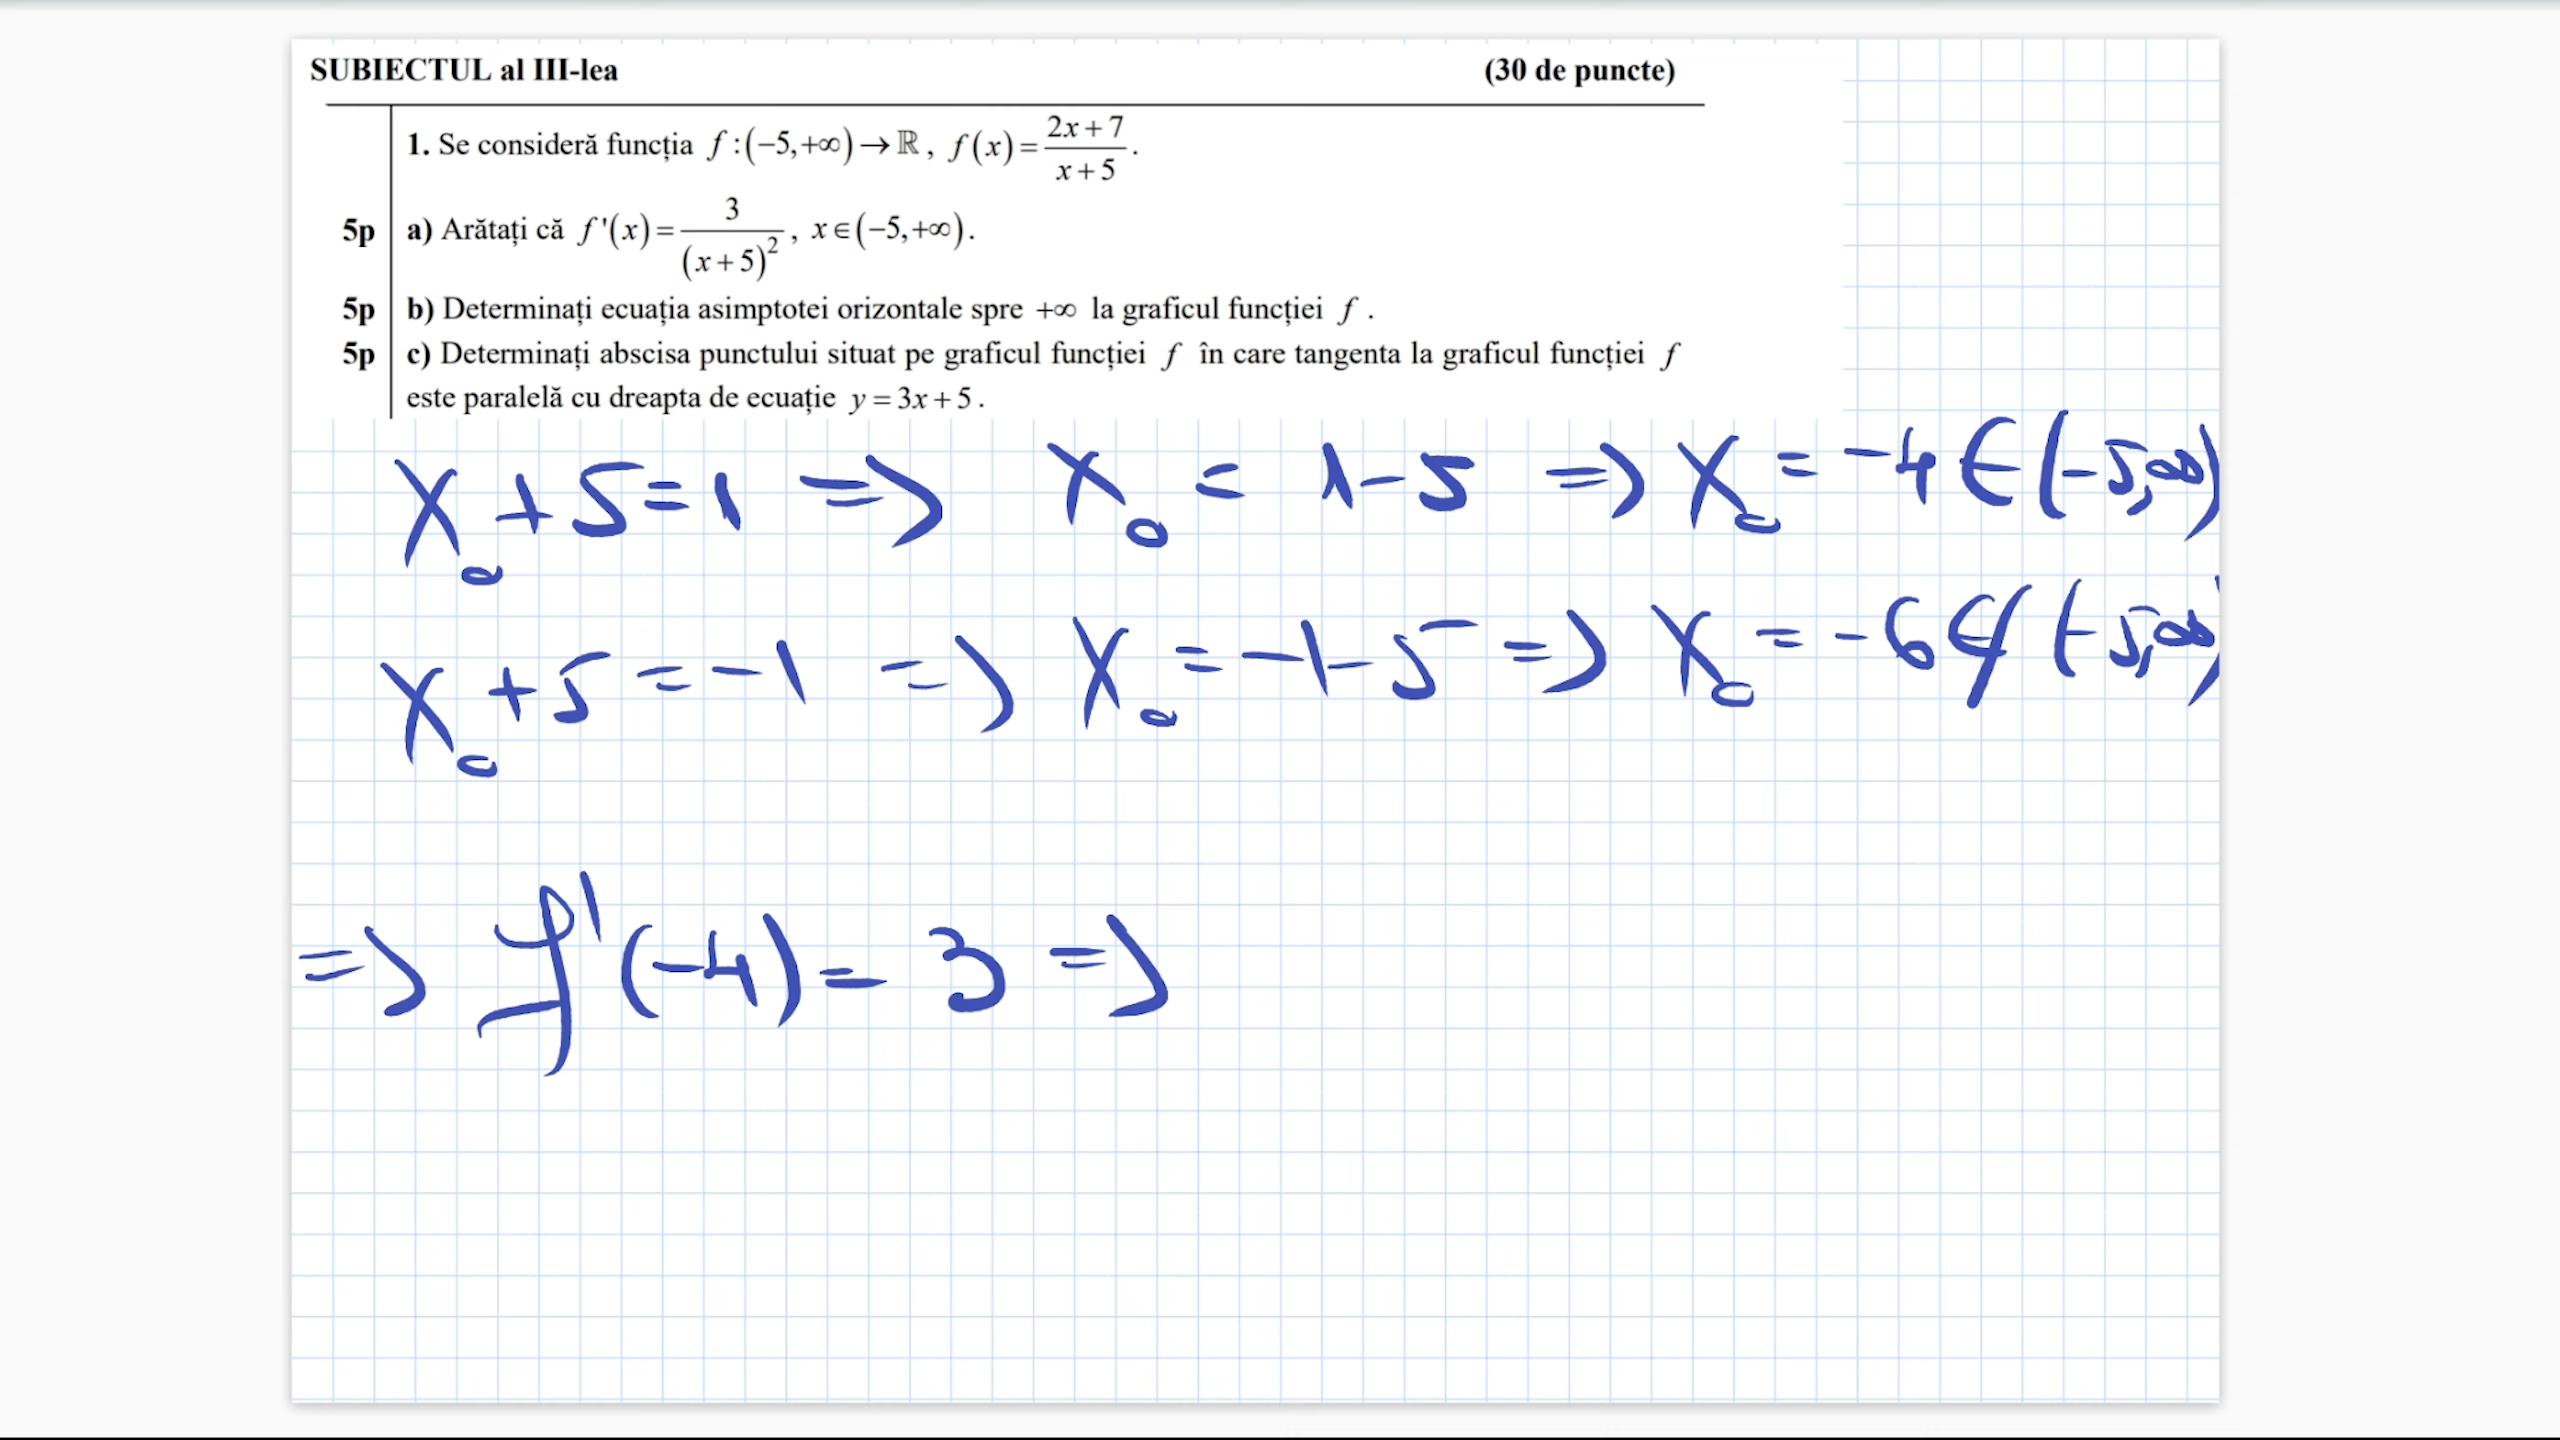 SUBIECTUL al III-lea (30 de puncte)
1. Se consideră funcția f:(−5,+∞)→ℝ, f(x)=(2x+7)/(x+5).
5p a) Arătați că f'(x)=3/(x+5)², x∈(−5,+∞).
5p b) Determinați ecuația asimptotei orizontale spre +∞ la graficul funcției f.
5p c) Determinați abscisa punctului situat pe graficul funcției f în care tangenta la graficul funcției f
este paralelă cu dreapta de ecuație y=3x+5.
x₀+5=1 => x₀ = 1-5 => x₀=-4∈(-5,∞)
x₀+5=-1 => x₀=-1-5 => x₀=-6∉(-5,∞)
=> f'(-4)=3 =>